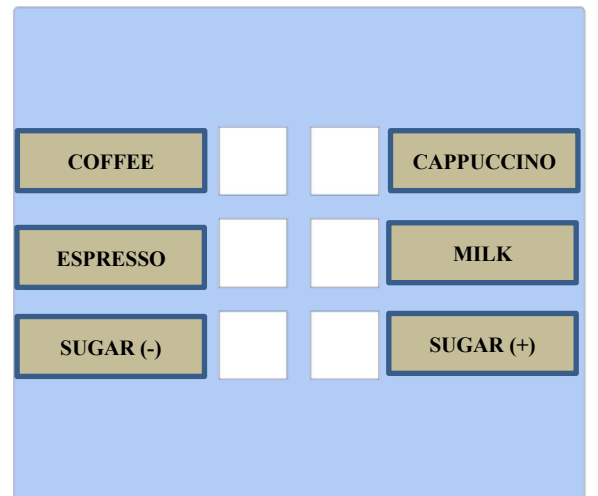 COFFEE
CAPPUCCINO
ESPRESSO
MILK
SUGAR (-)
SUGAR (+)